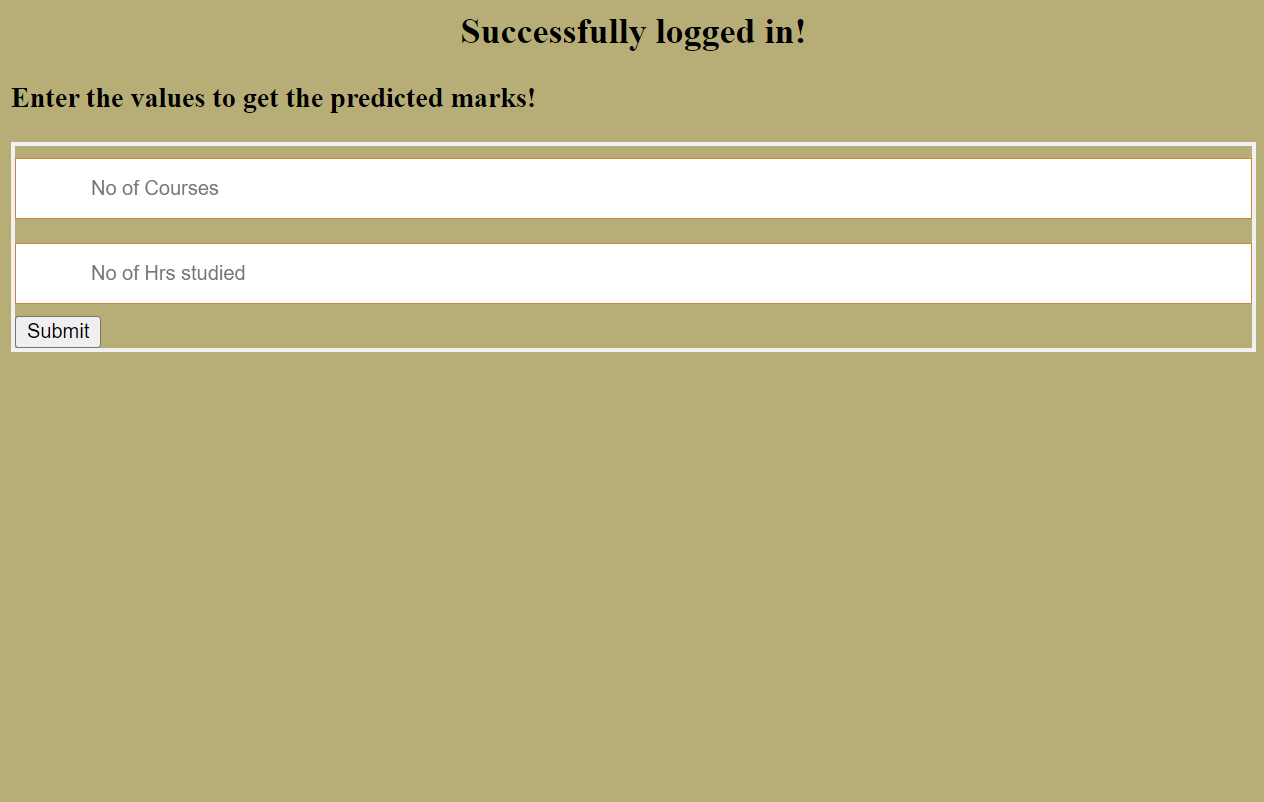 Successfully logged in!
Enter the values to get the predicted marks!
No of Courses
No of Hrs studied
Submit